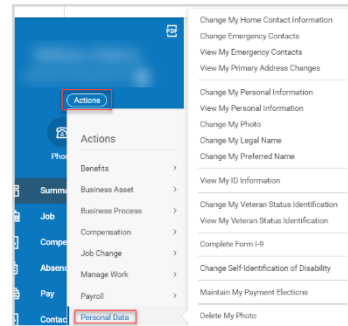 PDF
Actions
Phon
Summa
Job
Compe
Absenc
Pay
Contac
Actions
Benefits
Business Asset
Business Process
Compensation
Job Change
Manage Work
Payroll
Personal Data
Change My Home Contact Information
Change Emergency Contacts
View My Emergency Contacts
View My Primary Address Changes
Change My Personal Information
View My Personal Information
Change My Photo
Change My Legal Name
Change My Preferred Name
View My ID Information
Change My Veteran Status Identification
View My Veteran Status Identification
Complete Form I-9
Change Self-Identification of Disability
Maintain My Payment Elections
Delete My Photo